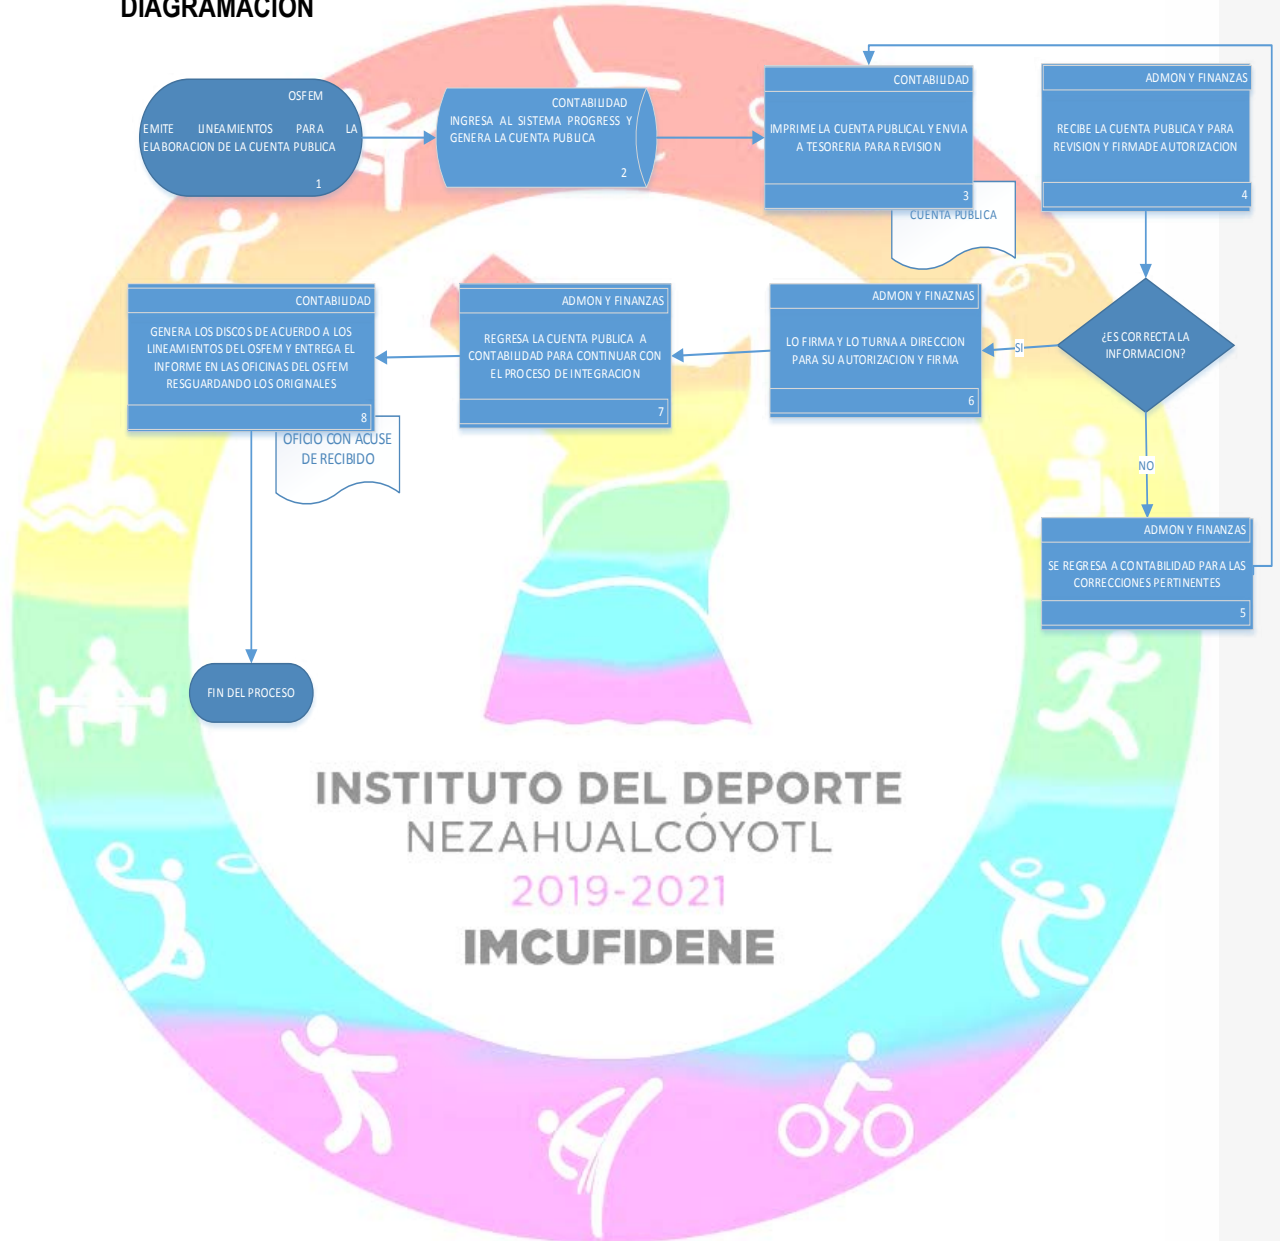 DIAGRAMACIÓN
OSFEM
EMITE LINEAMIENTOS PARA LA
ELABORACION DE LA CUENTA PUBLICA
1
CONTABILIDAD
INGRESA AL SISTEMA PROGRESS Y
GENERA LA CUENTA PUBLICA
2
CONTABILIDAD
IMPRIME LA CUENTA PUBLICAL Y ENVIA
A TESORERIA PARA REVISION
3
CUENTA PUBLICA
ADMON Y FINANZAS
RECIBE LA CUENTA PUBLICA Y PARA
REVISION Y FIRMADE AUTORIZACION
4
¿ES CORRECTA LA
INFORMACION?
SI
NO
ADMON Y FINANZAS
SE REGRESA A CONTABILIDAD PARA LAS
CORRECCIONES PERTINENTES
5
ADMON Y FINAZNAS
LO FIRMA Y LO TURNA A DIRECCION
PARA SU AUTORIZACION Y FIRMA
6
ADMON Y FINANZAS
REGRESA LA CUENTA PUBLICA A
CONTABILIDAD PARA CONTINUAR CON
EL PROCESO DE INTEGRACION
7
CONTABILIDAD
GENERA LOS DISCOS DE ACUERDO A LOS
LINEAMIENTOS DEL OSFEM Y ENTREGA EL
INFORME EN LAS OFICINAS DEL OSFEM
RESGUARDANDO LOS ORIGINALES
8
OFICIO CON ACUSE
DE RECIBIDO
FIN DEL PROCESO
INSTITUTO DEL DEPORTE
NEZAHUALCÓYOTL
2019-2021
IMCUFIDENE